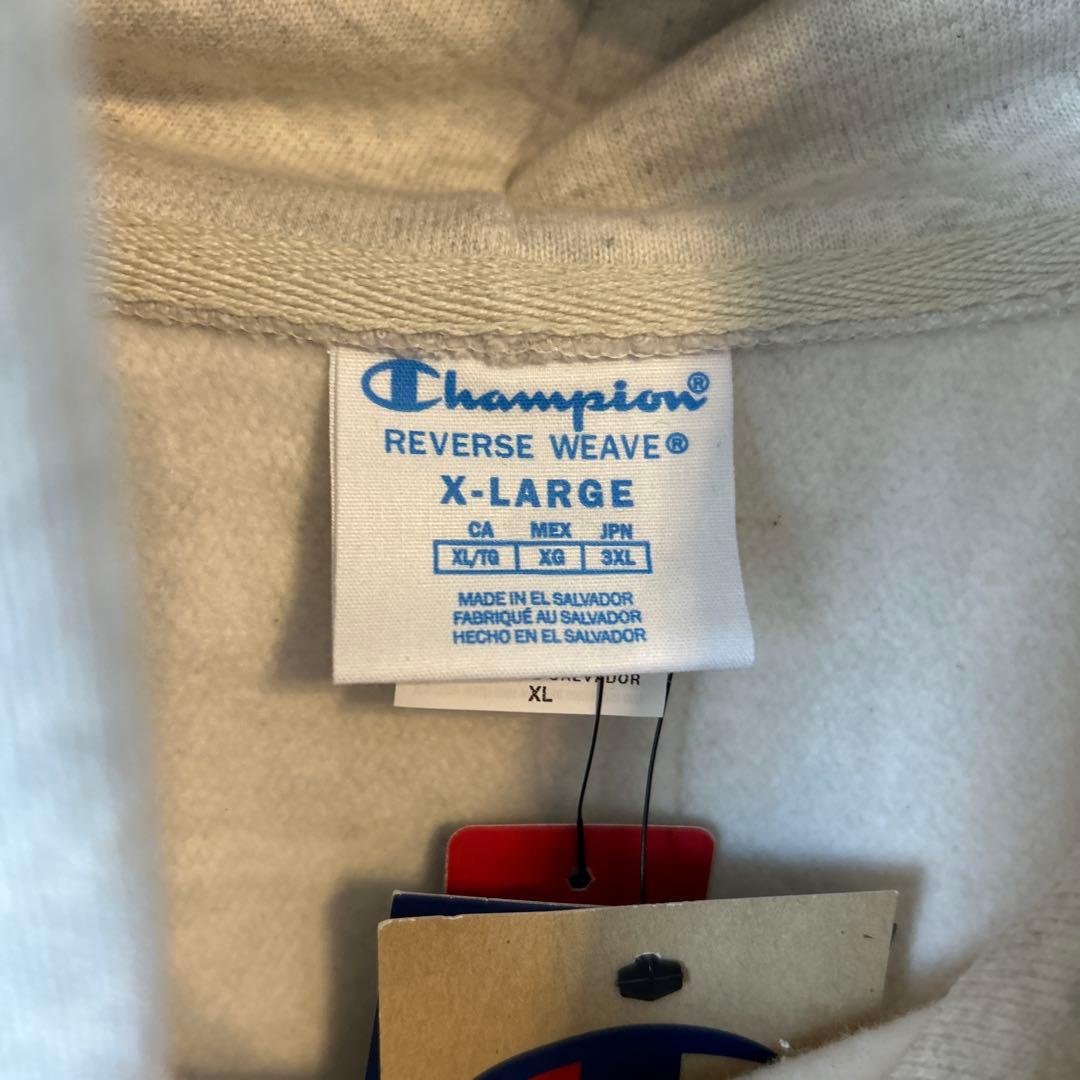 Champion®
REVERSE WEAVE®
X-LARGE
CA MEX JPN
XL/TG XG 3XL
MADE IN EL SALVADOR
FABRIQUÉ AU SALVADOR
HECHO EN EL SALVADOR
SALVADOR
XL